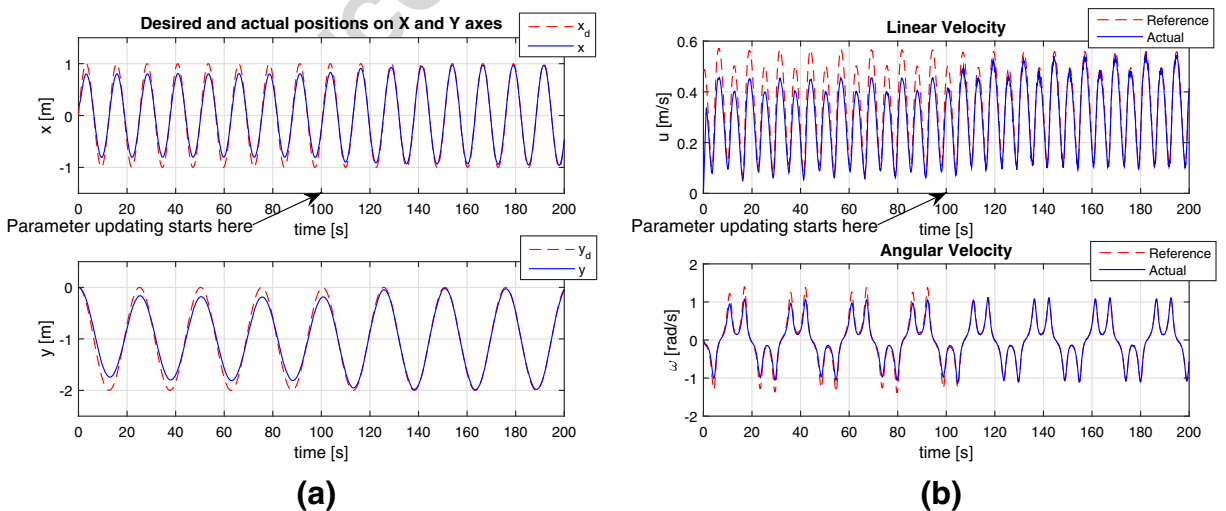 Desired and actual positions on X and Y axes
x_d
x
1
0
-1
x [m]
0 20 40 60 80 100 120 140 160 180 200
time [s]
Parameter updating starts here
y_d
y
0
-1
-2
y [m]
0 20 40 60 80 100 120 140 160 180 200
time [s]
(a)
Linear Velocity
Reference
Actual
0.6
0.4
0.2
0
u [m/s]
0 20 40 60 80 100 120 140 160 180 200
time [s]
Parameter updating starts here
Angular Velocity
Reference
Actual
2
1
0
-1
-2
ω [rad/s]
0 20 40 60 80 100 120 140 160 180 200
time [s]
(b)